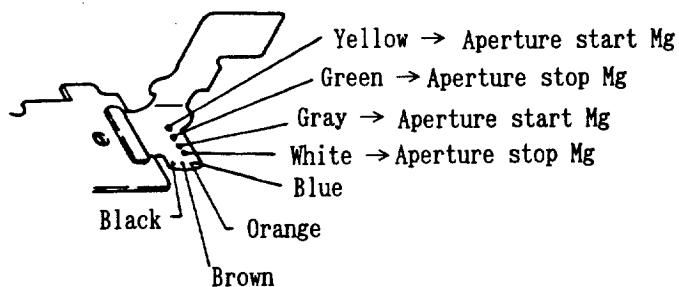 Yellow → Aperture start Mg
Green → Aperture stop Mg
Gray → Aperture start Mg
White → Aperture stop Mg
Blue
Black
Orange
Brown